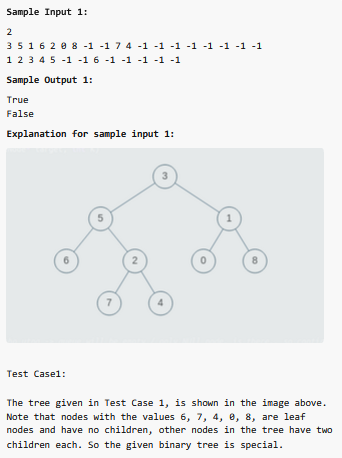 Sample Input 1:
2
3 5 1 6 2 0 8 -1 -1 7 4 -1 -1 -1 -1 -1 -1 -1 -1
1 2 3 4 5 -1 -1 6 -1 -1 -1 -1 -1
Sample Output 1:
True
False
Explanation for sample input 1:
3
5 1
6 2 0 8
7 4
Test Case1:
The tree given in Test Case 1, is shown in the image above.
Note that nodes with the values 6, 7, 4, 0, 8, are leaf
nodes and have no children, other nodes in the tree have two
children each. So the given binary tree is special.